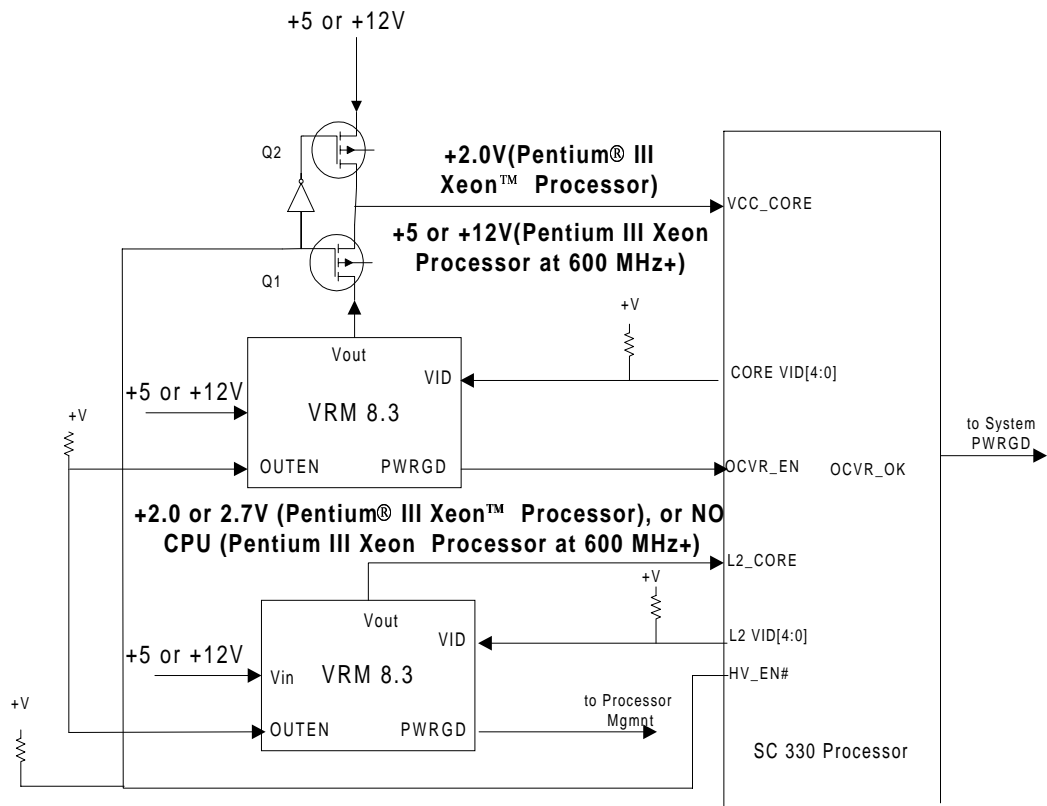 +5 or +12V
Q2
+2.0V(Pentium® III
Xeon™ Processor)
VCC_CORE
+5 or +12V(Pentium III Xeon
Processor at 600 MHz+)
Q1
+V
Vout
VID
CORE VID[4:0]
+5 or +12V
VRM 8.3
+V
to System
PWRGD
OUTEN
PWRGD
OCVR_EN
OCVR_OK
+2.0 or 2.7V (Pentium® III Xeon™ Processor), or NO
CPU (Pentium III Xeon Processor at 600 MHz+)
L2_CORE
+V
Vout
VID
L2 VID[4:0]
+5 or +12V
Vin
VRM 8.3
HV_EN#
+V
to Processor
Mgmnt
OUTEN
PWRGD
SC 330 Processor